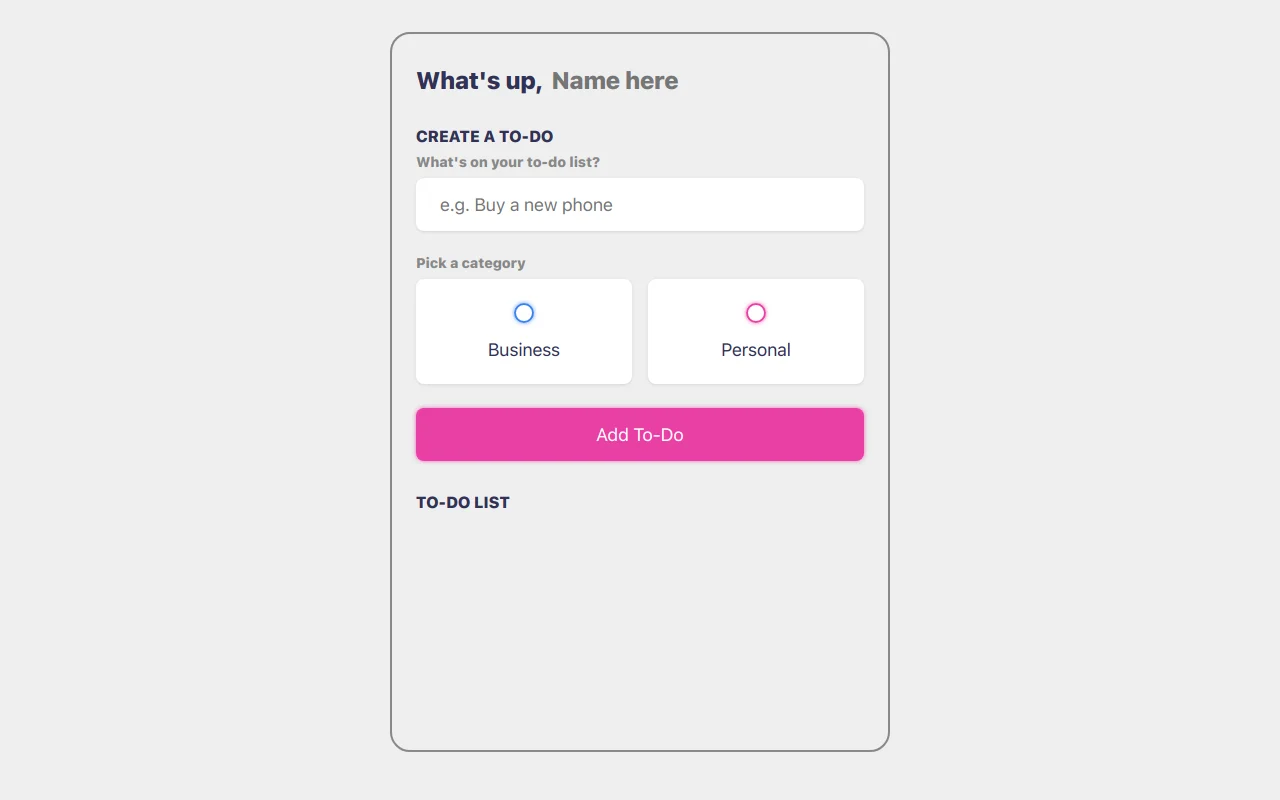 What's up, Name here
CREATE A TO-DO
What's on your to-do list?
e.g. Buy a new phone
Pick a category
Business
Personal
Add To-Do
TO-DO LIST